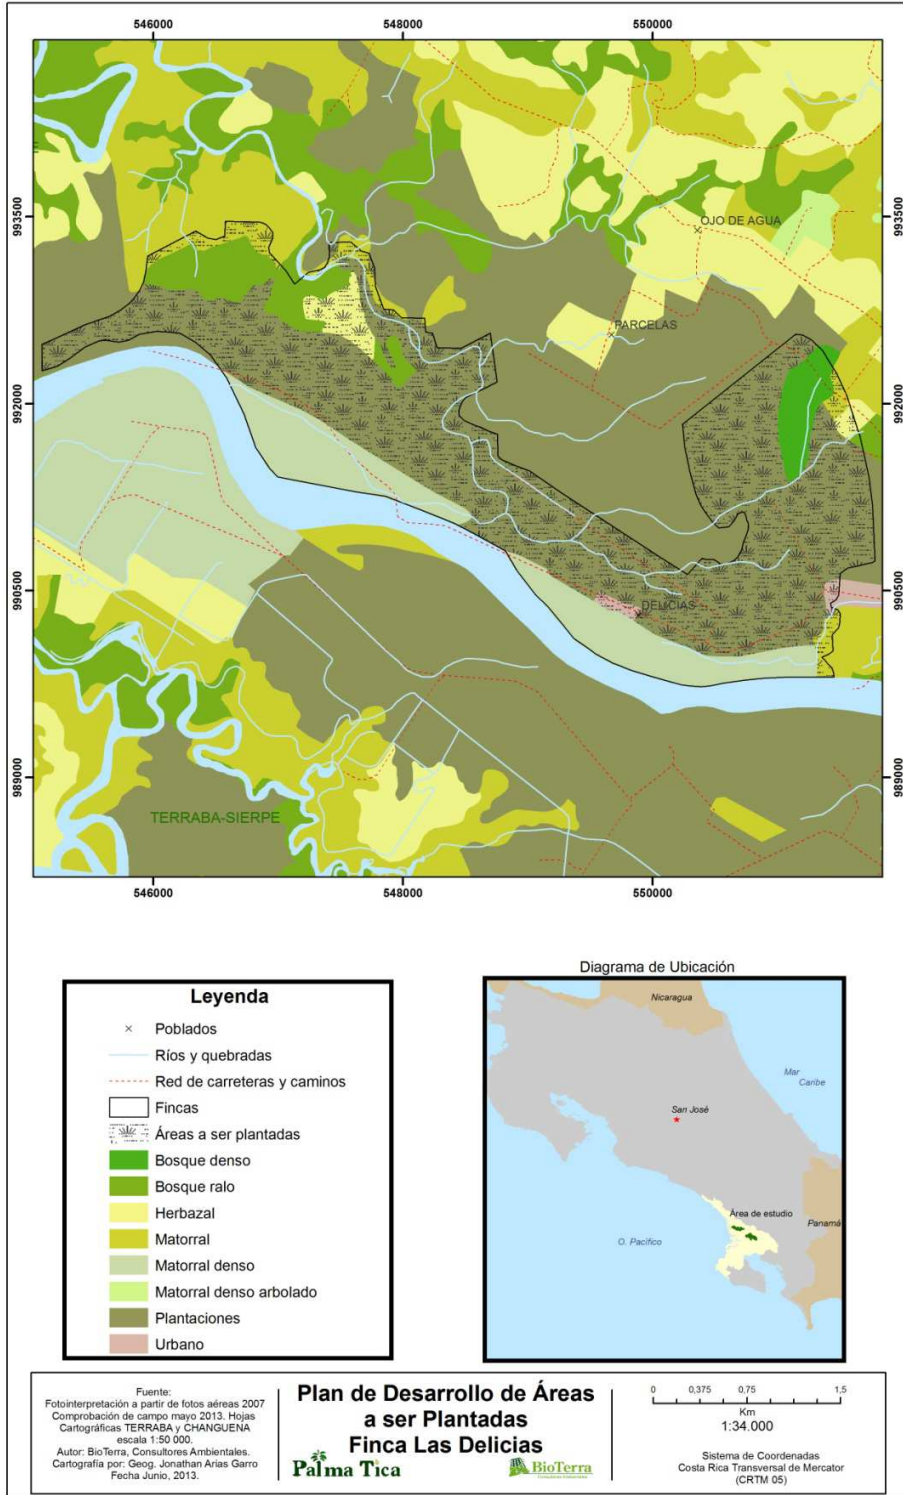 546000
548000
550000
993500
993500
OJO DE AGUA
PARCELAS
992000
992000
990500
990500
DELICIAS
989000
989000
TERRABA-SIERPE
546000
548000
550000
Leyenda
Poblados
Ríos y quebradas
Red de carreteras y caminos
Fincas
Áreas a ser plantadas
Bosque denso
Bosque ralo
Herbazal
Matorral
Matorral denso
Matorral denso arbolado
Plantaciones
Urbano
Diagrama de Ubicación
Nicaragua
Mar
Caribe
San José
Área de estudio
Panamá
O. Pacífico
Fuente:
Fotointerpretación a partir de fotos aéreas 2007
Comprobación de campo mayo 2013. Hojas
Cartográficas TERRABA y CHANGUENA
escala 1:50 000.
Autor: BioTerra, Consultores Ambientales.
Cartografía por: Geog. Jonathan Arias Garro
Fecha Junio, 2013.
Plan de Desarrollo de Áreas
a ser Plantadas
Finca Las Delicias
Palma Tica
BioTerra
Consultores Ambientales
0 0,375 0,75 1,5
Km
1:34.000
Sistema de Coordenadas
Costa Rica Transversal de Mercator
(CRTM 05)